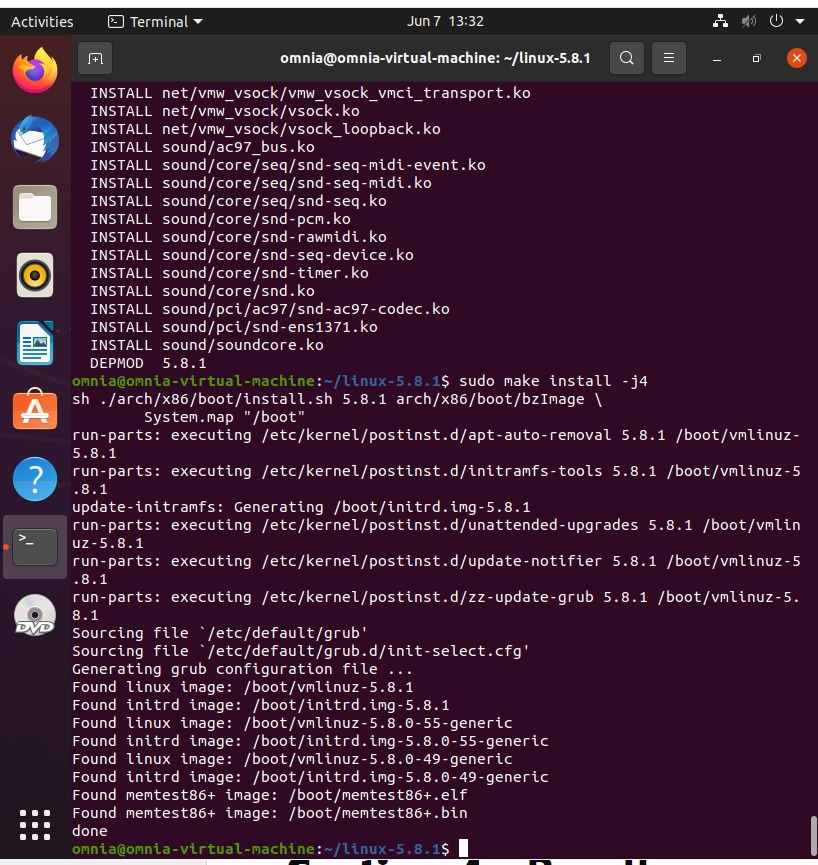 Activities
Terminal
Jun 7 13:32
omnia@omnia-virtual-machine: ~/linux-5.8.1
INSTALL net/vmw_vsock/vmw_vsock_vmci_transport.ko
INSTALL net/vmw_vsock/vsock.ko
INSTALL net/vmw_vsock/vsock_loopback.ko
INSTALL sound/ac97_bus.ko
INSTALL sound/core/seq/snd-seq-midi-event.ko
INSTALL sound/core/seq/snd-seq-midi.ko
INSTALL sound/core/seq/snd-seq.ko
INSTALL sound/core/snd-pcm.ko
INSTALL sound/core/snd-rawmidi.ko
INSTALL sound/core/snd-seq-device.ko
INSTALL sound/core/snd-timer.ko
INSTALL sound/core/snd.ko
INSTALL sound/pci/ac97/snd-ac97-codec.ko
INSTALL sound/pci/snd-ens1371.ko
INSTALL sound/soundcore.ko
DEPMOD  5.8.1
omnia@omnia-virtual-machine:~/linux-5.8.1$ sudo make install -j4
sh ./arch/x86/boot/install.sh 5.8.1 arch/x86/boot/bzImage \
System.map "/boot"
run-parts: executing /etc/kernel/postinst.d/apt-auto-removal 5.8.1 /boot/vmlinuz-
5.8.1
run-parts: executing /etc/kernel/postinst.d/initramfs-tools 5.8.1 /boot/vmlinuz-5
.8.1
update-initramfs: Generating /boot/initrd.img-5.8.1
run-parts: executing /etc/kernel/postinst.d/unattended-upgrades 5.8.1 /boot/vmlin
uz-5.8.1
run-parts: executing /etc/kernel/postinst.d/update-notifier 5.8.1 /boot/vmlinuz-5
.8.1
run-parts: executing /etc/kernel/postinst.d/zz-update-grub 5.8.1 /boot/vmlinuz-5.
8.1
Sourcing file `/etc/default/grub'
Sourcing file `/etc/default/grub.d/init-select.cfg'
Generating grub configuration file ...
Found linux image: /boot/vmlinuz-5.8.1
Found initrd image: /boot/initrd.img-5.8.1
Found linux image: /boot/vmlinuz-5.8.0-55-generic
Found initrd image: /boot/initrd.img-5.8.0-55-generic
Found linux image: /boot/vmlinuz-5.8.0-49-generic
Found initrd image: /boot/initrd.img-5.8.0-49-generic
Found memtest86+ image: /boot/memtest86+.elf
Found memtest86+ image: /boot/memtest86+.bin
done
omnia@omnia-virtual-machine:~/linux-5.8.1$
>_
DVD